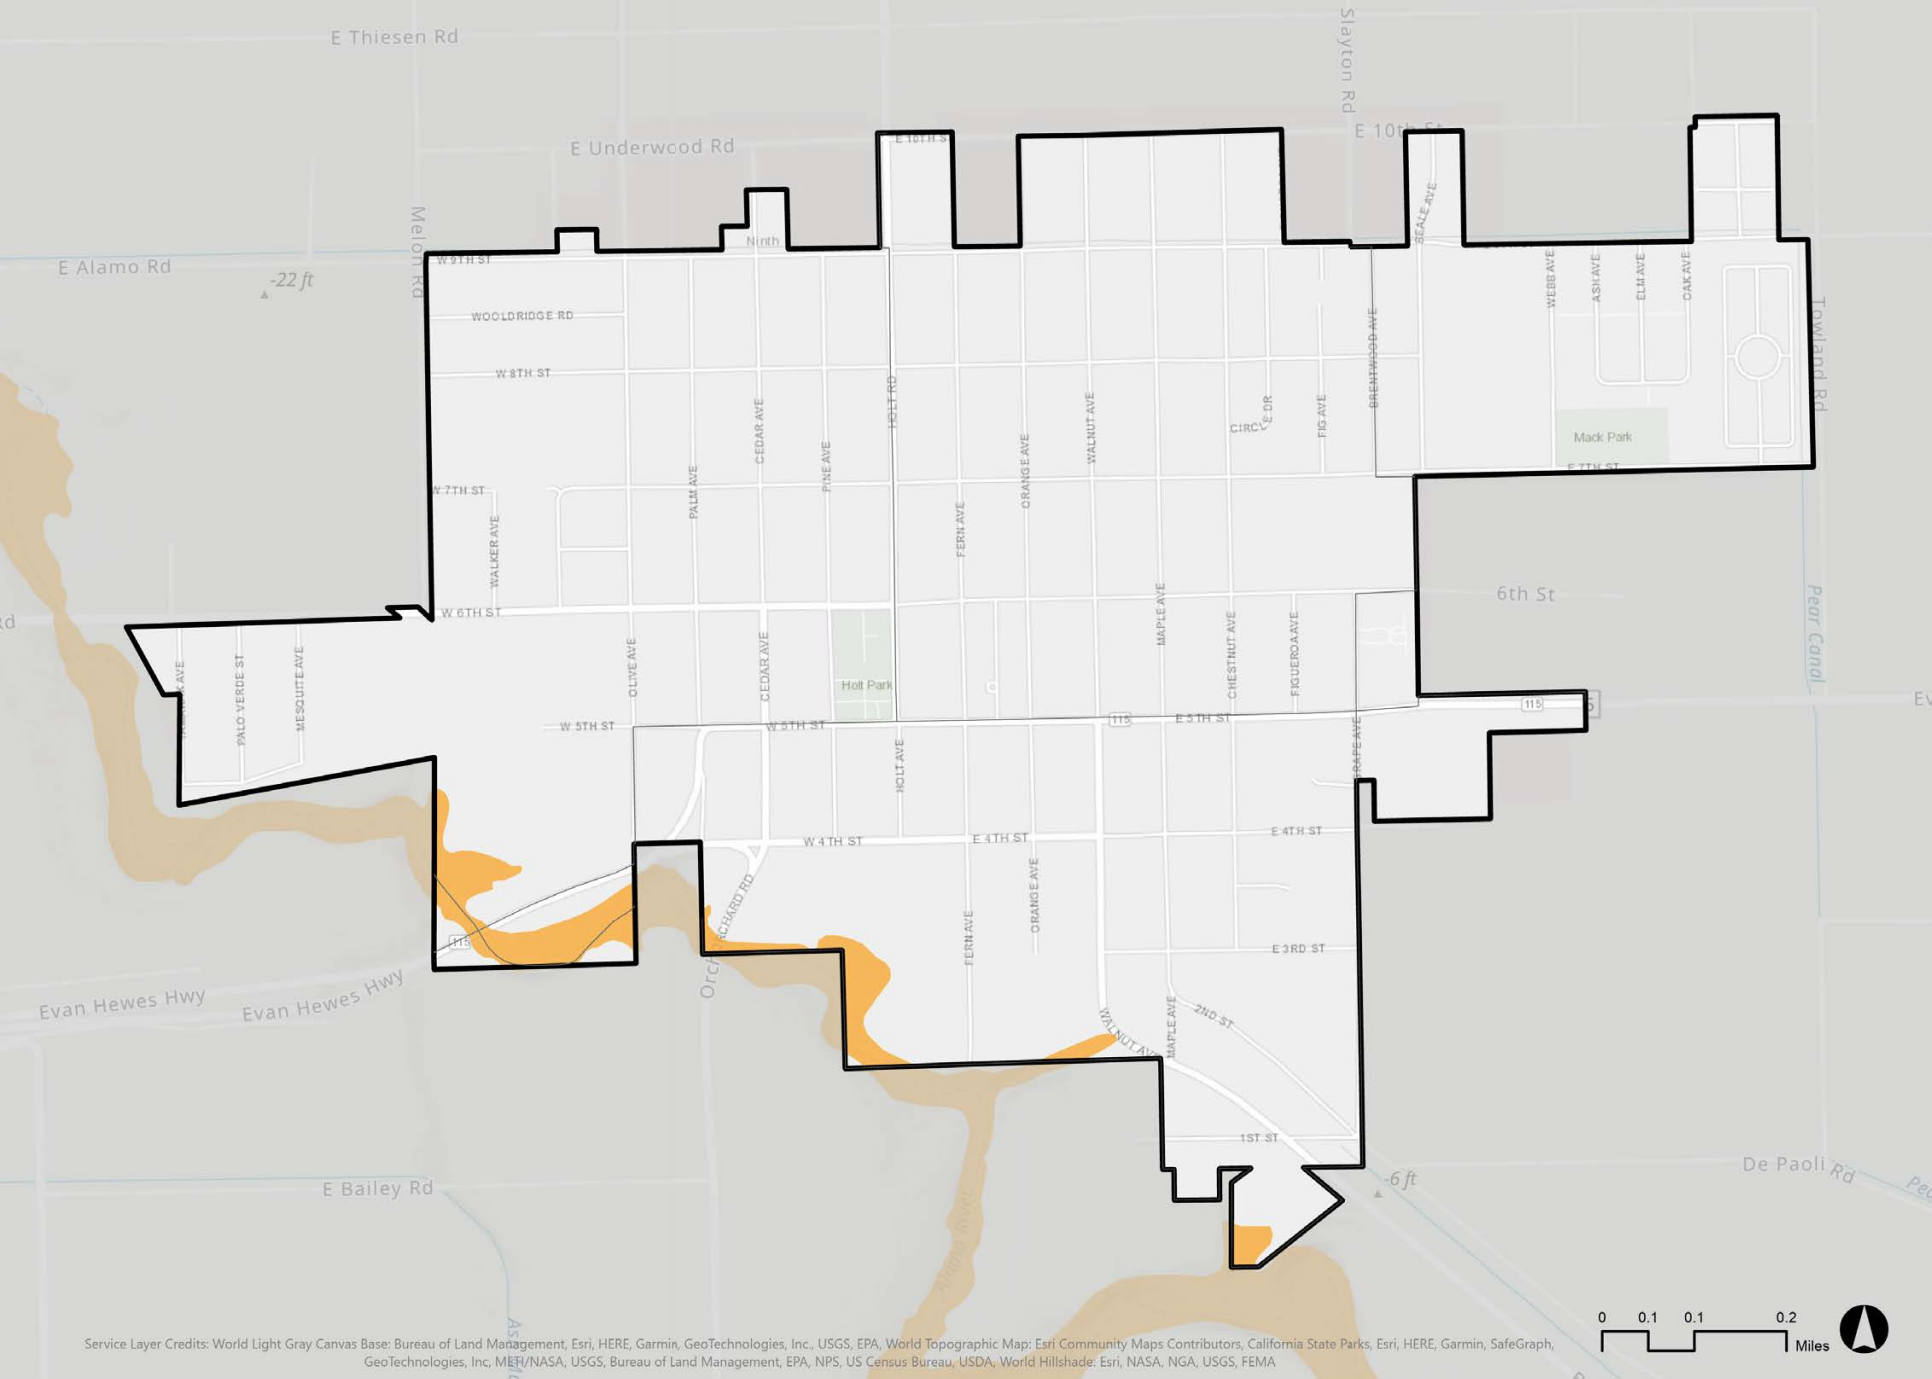 E Thiesen Rd
Slayton Rd
E Underwood Rd
E 10TH S
E 10th St
Melon Rd
BEALE AVE
Ninth
W 9TH ST
E Alamo Rd
-22 ft
WEBB AVE
ASH AVE
ELM AVE
OAK AVE
WOOLDRIDGE RD
BRENTWOOD AVE
Towland Rd
W 8TH ST
HOLT RD
CEDAR AVE
WALNUT AVE
CIRCLE DR
FIG AVE
PINE AVE
ORANGE AVE
Mack Park
E 7TH ST
PALM AVE
W 7TH ST
WALKER AVE
FERN AVE
6th St
MAPLE AVE
Pear Canal
W 6TH ST
Rd
CHESTNUT AVE
FIGUEROA AVE
OLIVE AVE
CEDAR AVE
PALO VERDE ST
MESQUITE AVE
Holt Park
115
W 5TH ST
W 5TH ST
115
E 5TH ST
Ev
GRAPE AVE
HOLT AVE
W 4TH ST
E 4TH ST
E 4TH ST
ORCHARD RD
ORANGE AVE
FERN AVE
115
E 3RD ST
Orch
Evan Hewes Hwy
Evan Hewes Hwy
WALNUT AVE
MAPLE AVE
2ND ST
1ST ST
De Paoli Rd
-6 ft
E Bailey Rd
Alamo River
0 0.1 0.1 0.2
Miles
Service Layer Credits: World Light Gray Canvas Base: Bureau of Land Management, Esri, HERE, Garmin, GeoTechnologies, Inc., USGS, EPA, World Topographic Map: Esri Community Maps Contributors, California State Parks, Esri, HERE, Garmin, SafeGraph,
GeoTechnologies, Inc, METI/NASA, USGS, Bureau of Land Management, EPA, NPS, US Census Bureau, USDA, World Hillshade: Esri, NASA, NGA, USGS, FEMA